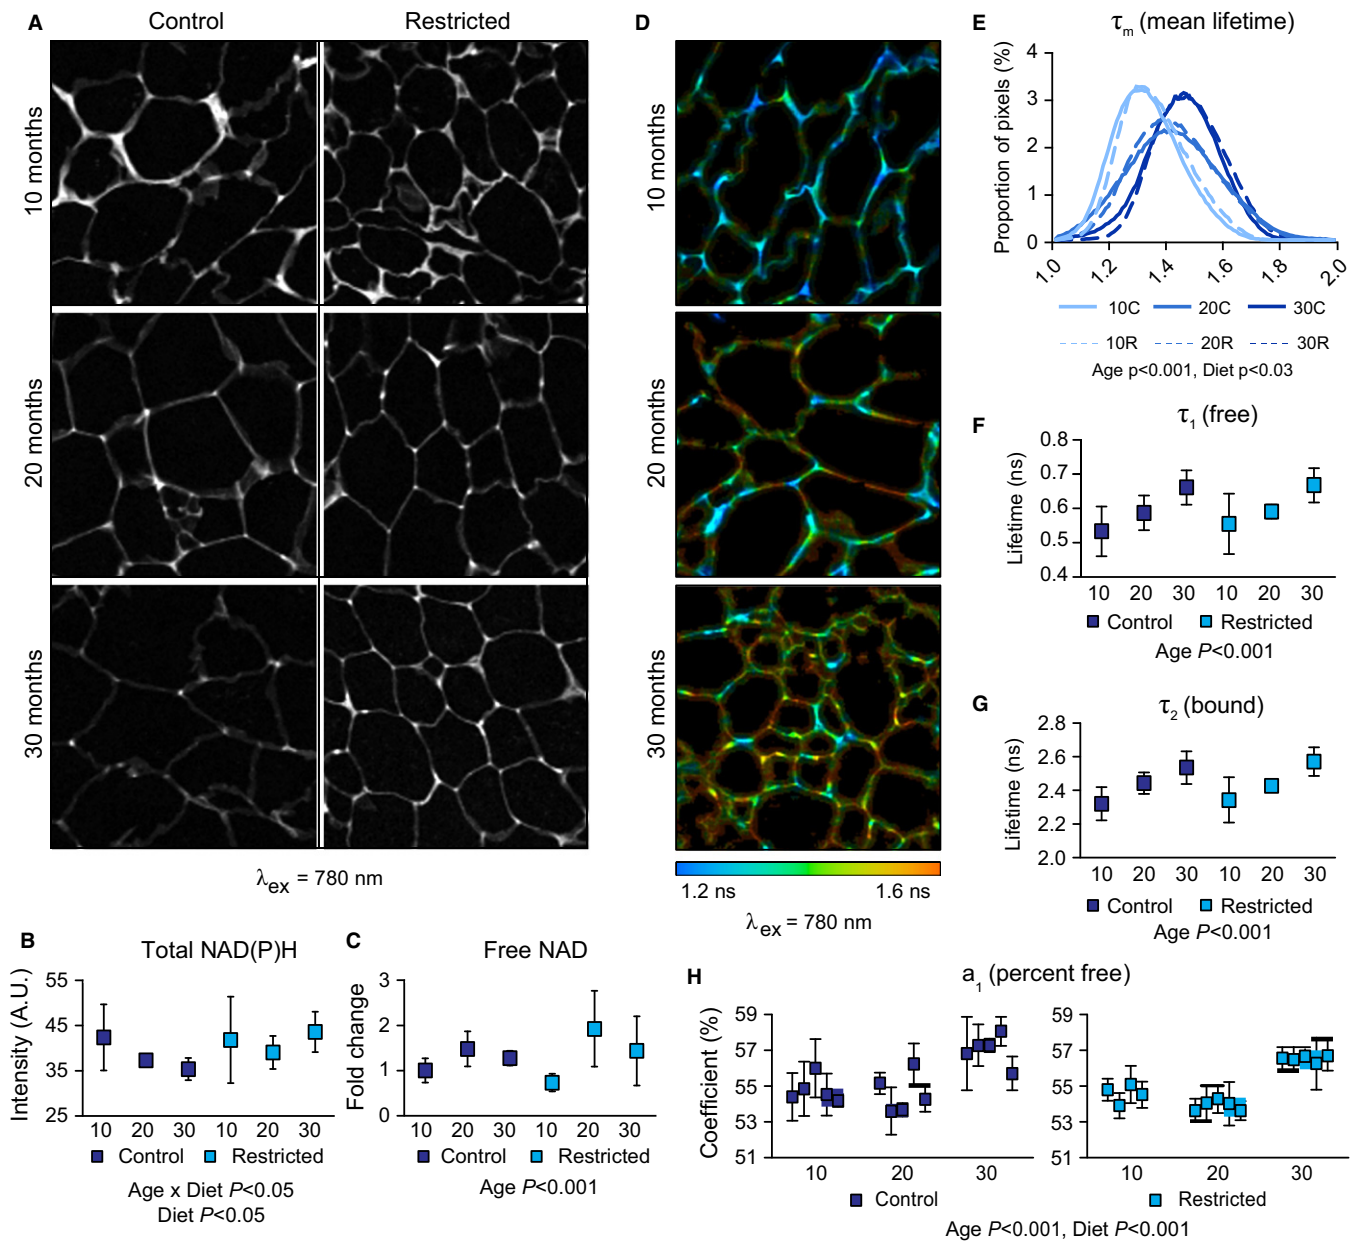 A
Control
Restricted
10 months
20 months
30 months
λex = 780 nm
B
Total NAD(P)H
Intensity (A.U.)
55
45
35
25
10 20 30 10 20 30
Control Restricted
Age x Diet P<0.05
Diet P<0.05
C
Free NAD
Fold change
3
2
1
0
10 20 30 10 20 30
Control Restricted
Age P<0.001
D
10 months
20 months
30 months
1.2 ns 1.6 ns
λex = 780 nm
E
τm (mean lifetime)
Proportion of pixels (%)
4
3
2
1
0
1.0 1.2 1.4 1.6 1.8 2.0
10C 20C 30C
10R 20R 30R
Age p<0.001, Diet p<0.03
F
τ1 (free)
Lifetime (ns)
0.8
0.7
0.6
0.5
0.4
10 20 30 10 20 30
Control Restricted
Age P<0.001
G
τ2 (bound)
Lifetime (ns)
2.8
2.6
2.4
2.2
2.0
10 20 30 10 20 30
Control Restricted
Age P<0.001
H
a1 (percent free)
Coefficient (%)
59
57
55
53
51
10 20 30
Control
59
57
55
53
51
10 20 30
Restricted
Age P<0.001, Diet P<0.001